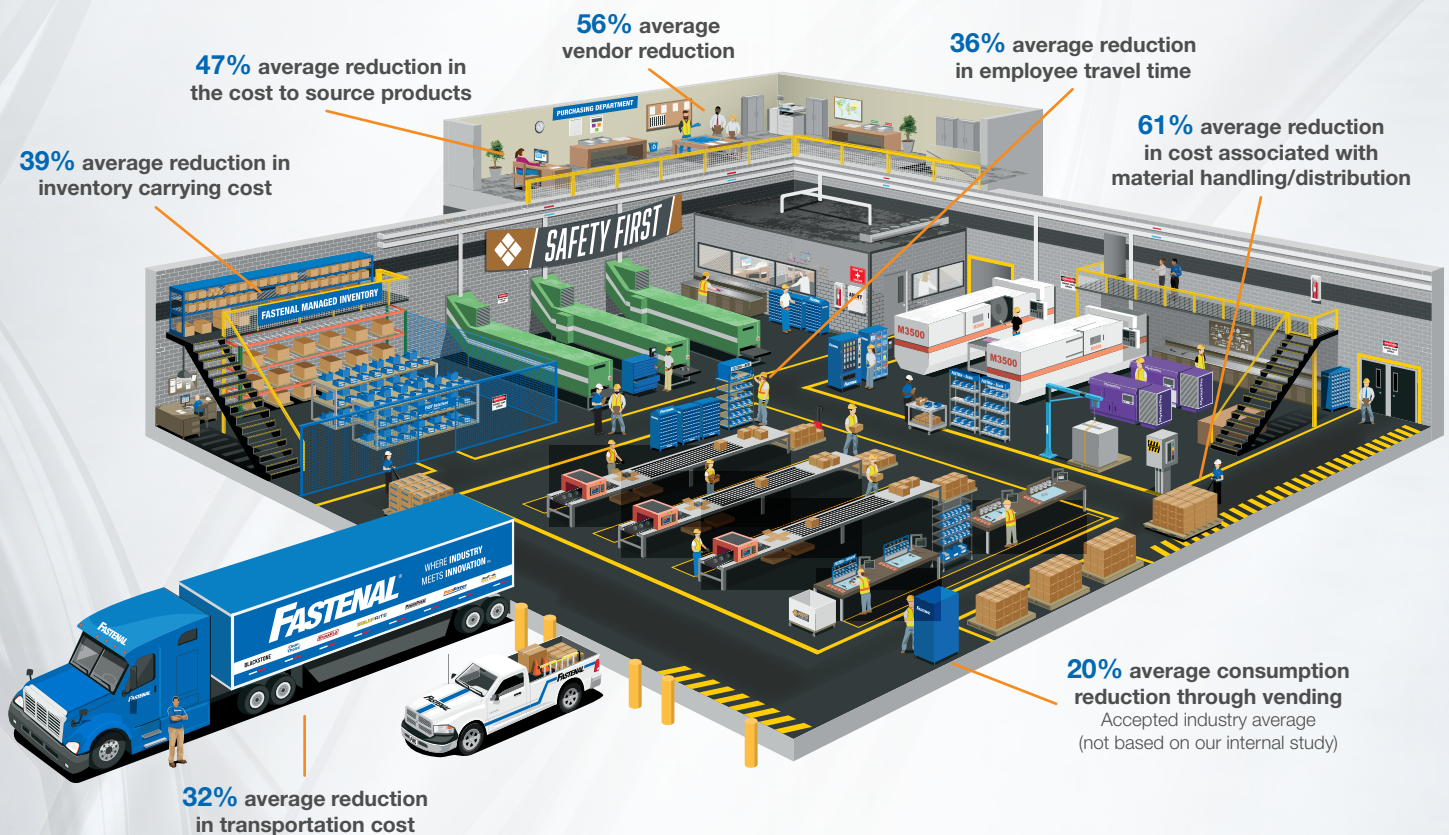 56% average
vendor reduction
36% average reduction
in employee travel time
47% average reduction in
the cost to source products
61% average reduction
in cost associated with
material handling/distribution
39% average reduction in
inventory carrying cost
PURCHASING DEPARTMENT
SAFETY FIRST
FASTENAL MANAGED INVENTORY
M3500
M3500
WHERE INDUSTRY
MEETS INNOVATION
FASTENAL
BLACKSTONE
FASTENAL
FASTENAL
FASTENAL
FASTENAL
20% average consumption
reduction through vending
Accepted industry average
(not based on our internal study)
32% average reduction
in transportation cost